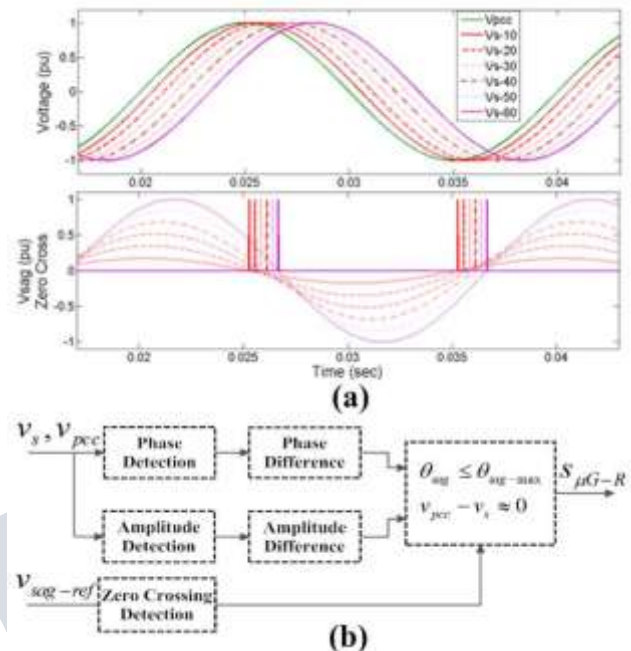 1
0.5
0
-0.5
-1
Voltage (pu)
Vpcc
Vs-10
Vs-20
Vs-30
Vs-40
Vs-50
Vs-60
0.02 0.025 0.03 0.035 0.04
1
0.5
0
-0.5
-1
Vsag (pu)
Zero Cross
0.02 0.025 0.03 0.035 0.04
Time (sec)
(a)
v_s , v_pcc
Phase
Detection
Phase
Difference
Amplitude
Detection
Amplitude
Difference
θ_sag ≤ θ_sag-max
v_pcc − v_s ≈ 0
S_μG−R
v_sag−ref
Zero Crossing
Detection
(b)